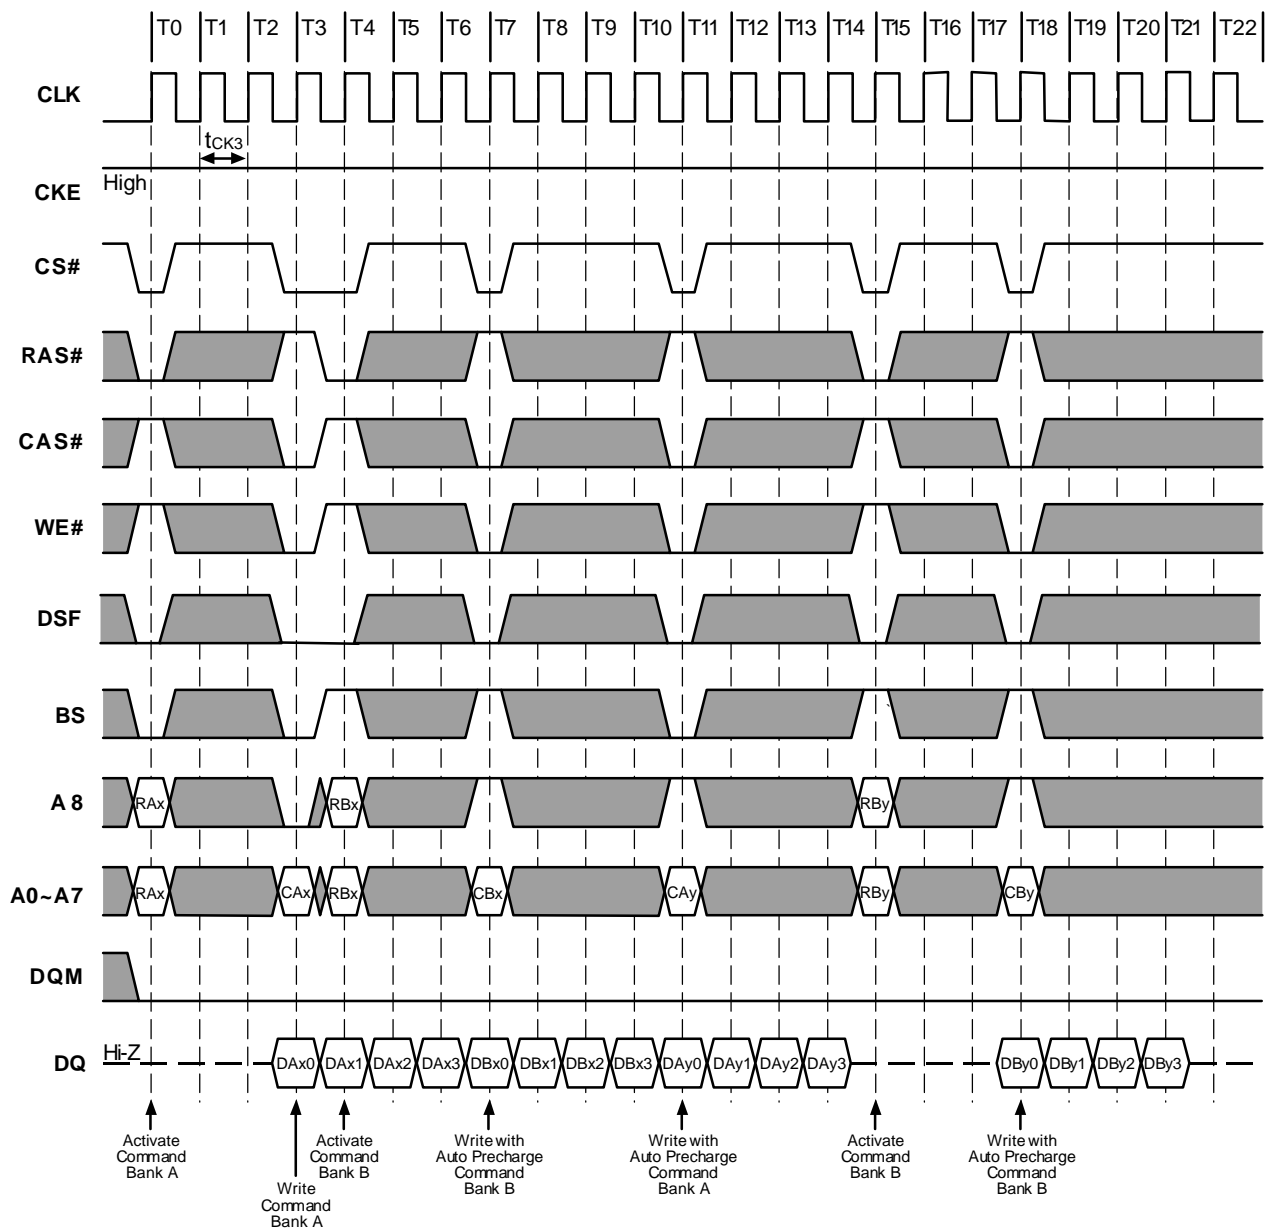 T0 T1 T2 T3 T4 T5 T6 T7 T8 T9 T10 T11 T12 T13 T14 T15 T16 T17 T18 T19 T20 T21 T22
CLK
tCK3
High
CKE
CS#
RAS#
CAS#
WE#
DSF
BS
A8 RAx RBx RBy
A0~A7 RAx CAx RBx CBx CAy RBy CBy
DQM
Hi-Z
DQ DAx0 DAx1 DAx2 DAx3 DBx0 DBx1 DBx2 DBx3 DAy0 DAy1 DAy2 DAy3 DBy0 DBy1 DBy2 DBy3
Activate
Command
Bank A
Write
Command
Bank A
Activate
Command
Bank B
Write with
Auto Precharge
Command
Bank B
Write with
Auto Precharge
Command
Bank A
Activate
Command
Bank B
Write with
Auto Precharge
Command
Bank B